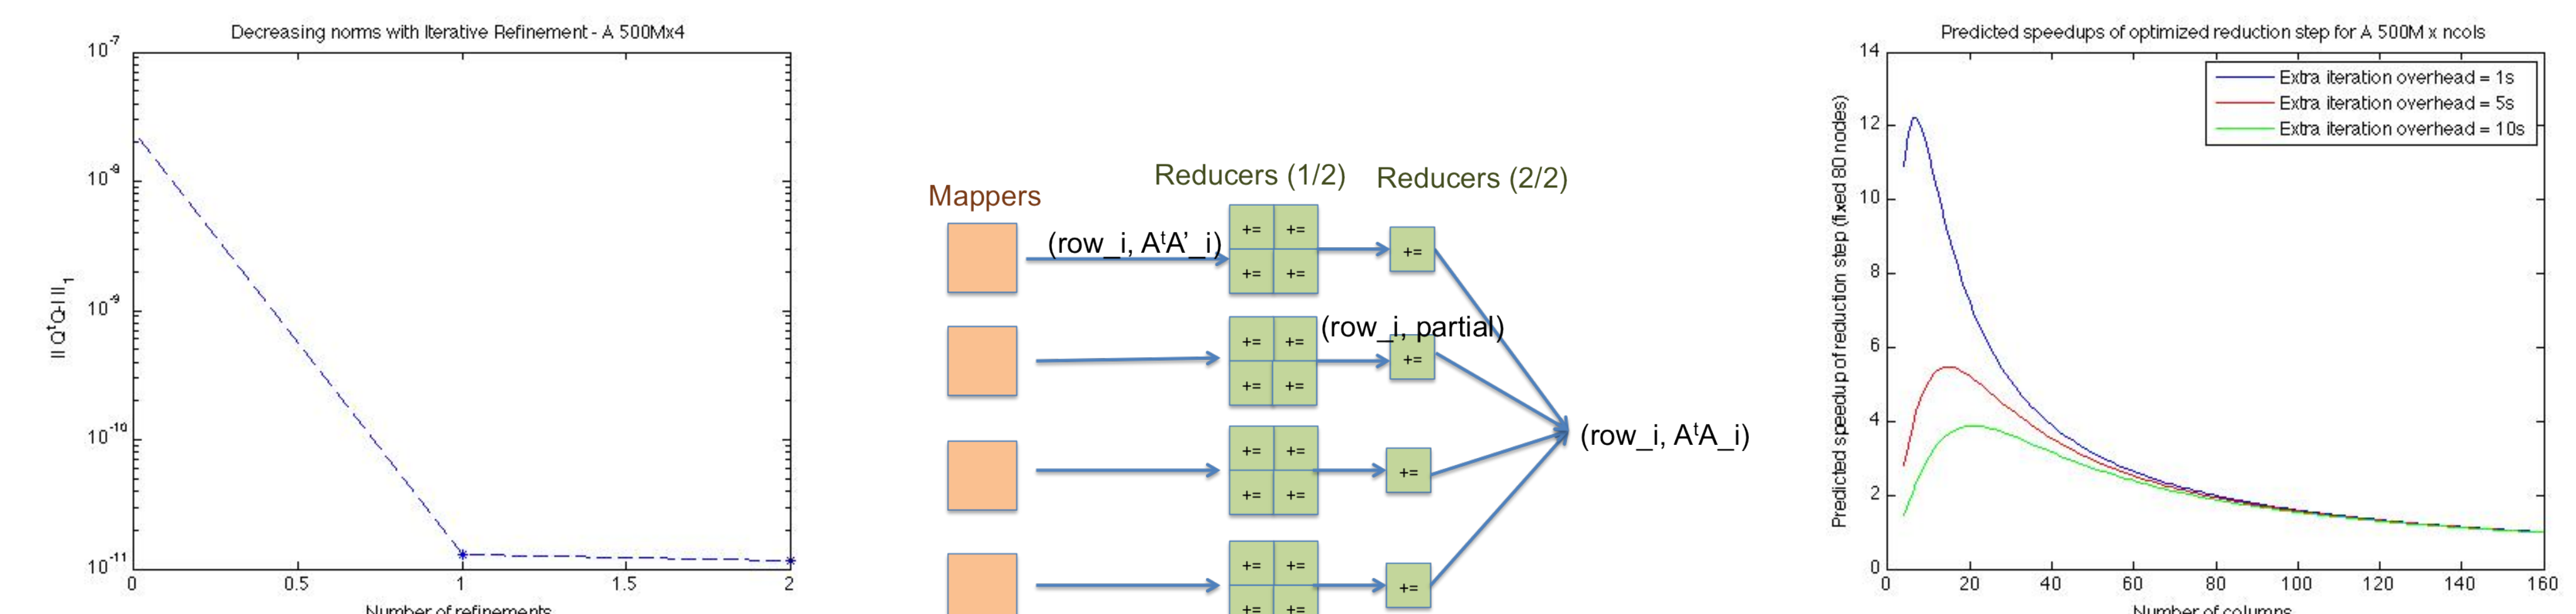 Decreasing norms with Iterative Refinement - A 500Mx4
10^-7
10^-8
10^-9
10^-10
10^-11
|| Q^tQ-I ||_1
0
0.5
1
1.5
2
Number of refinements
Mappers
Reducers (1/2)
Reducers (2/2)
(row_i, A^tA'_i)
+= +=
+= +=
+=
(row_i, partial)
+= +=
+= +=
+=
(row_i, A^tA_i)
+= +=
+= +=
+=
+= +=
+= +=
+=
Predicted speedups of optimized reduction step for A 500M x ncols
Predicted speedup of reduction step (fixed 80 nodes)
14
12
10
8
6
4
2
0
Extra iteration overhead = 1s
Extra iteration overhead = 5s
Extra iteration overhead = 10s
0
20
40
60
80
100
120
140
160
Number of columns